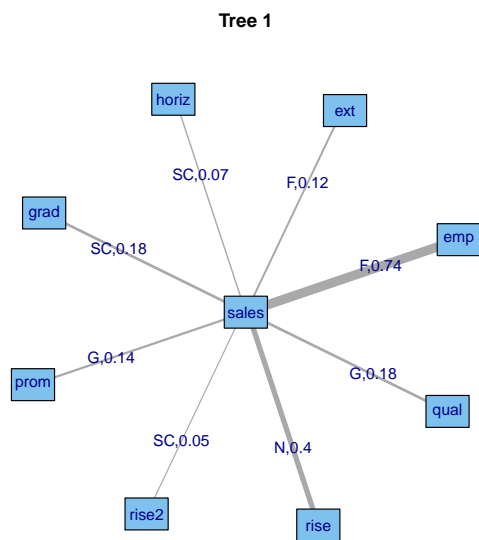 Tree 1
horiz
ext
SC,0.07
F,0.12
grad
emp
SC,0.18
F,0.74
sales
G,0.14
G,0.18
prom
qual
SC,0.05
N,0.4
rise2
rise